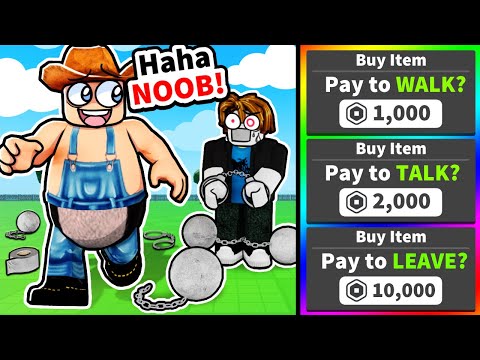 Haha
NOOB!
Buy Item
Pay to WALK?
1,000
Buy Item
Pay to TALK?
2,000
Buy Item
Pay to LEAVE?
10,000